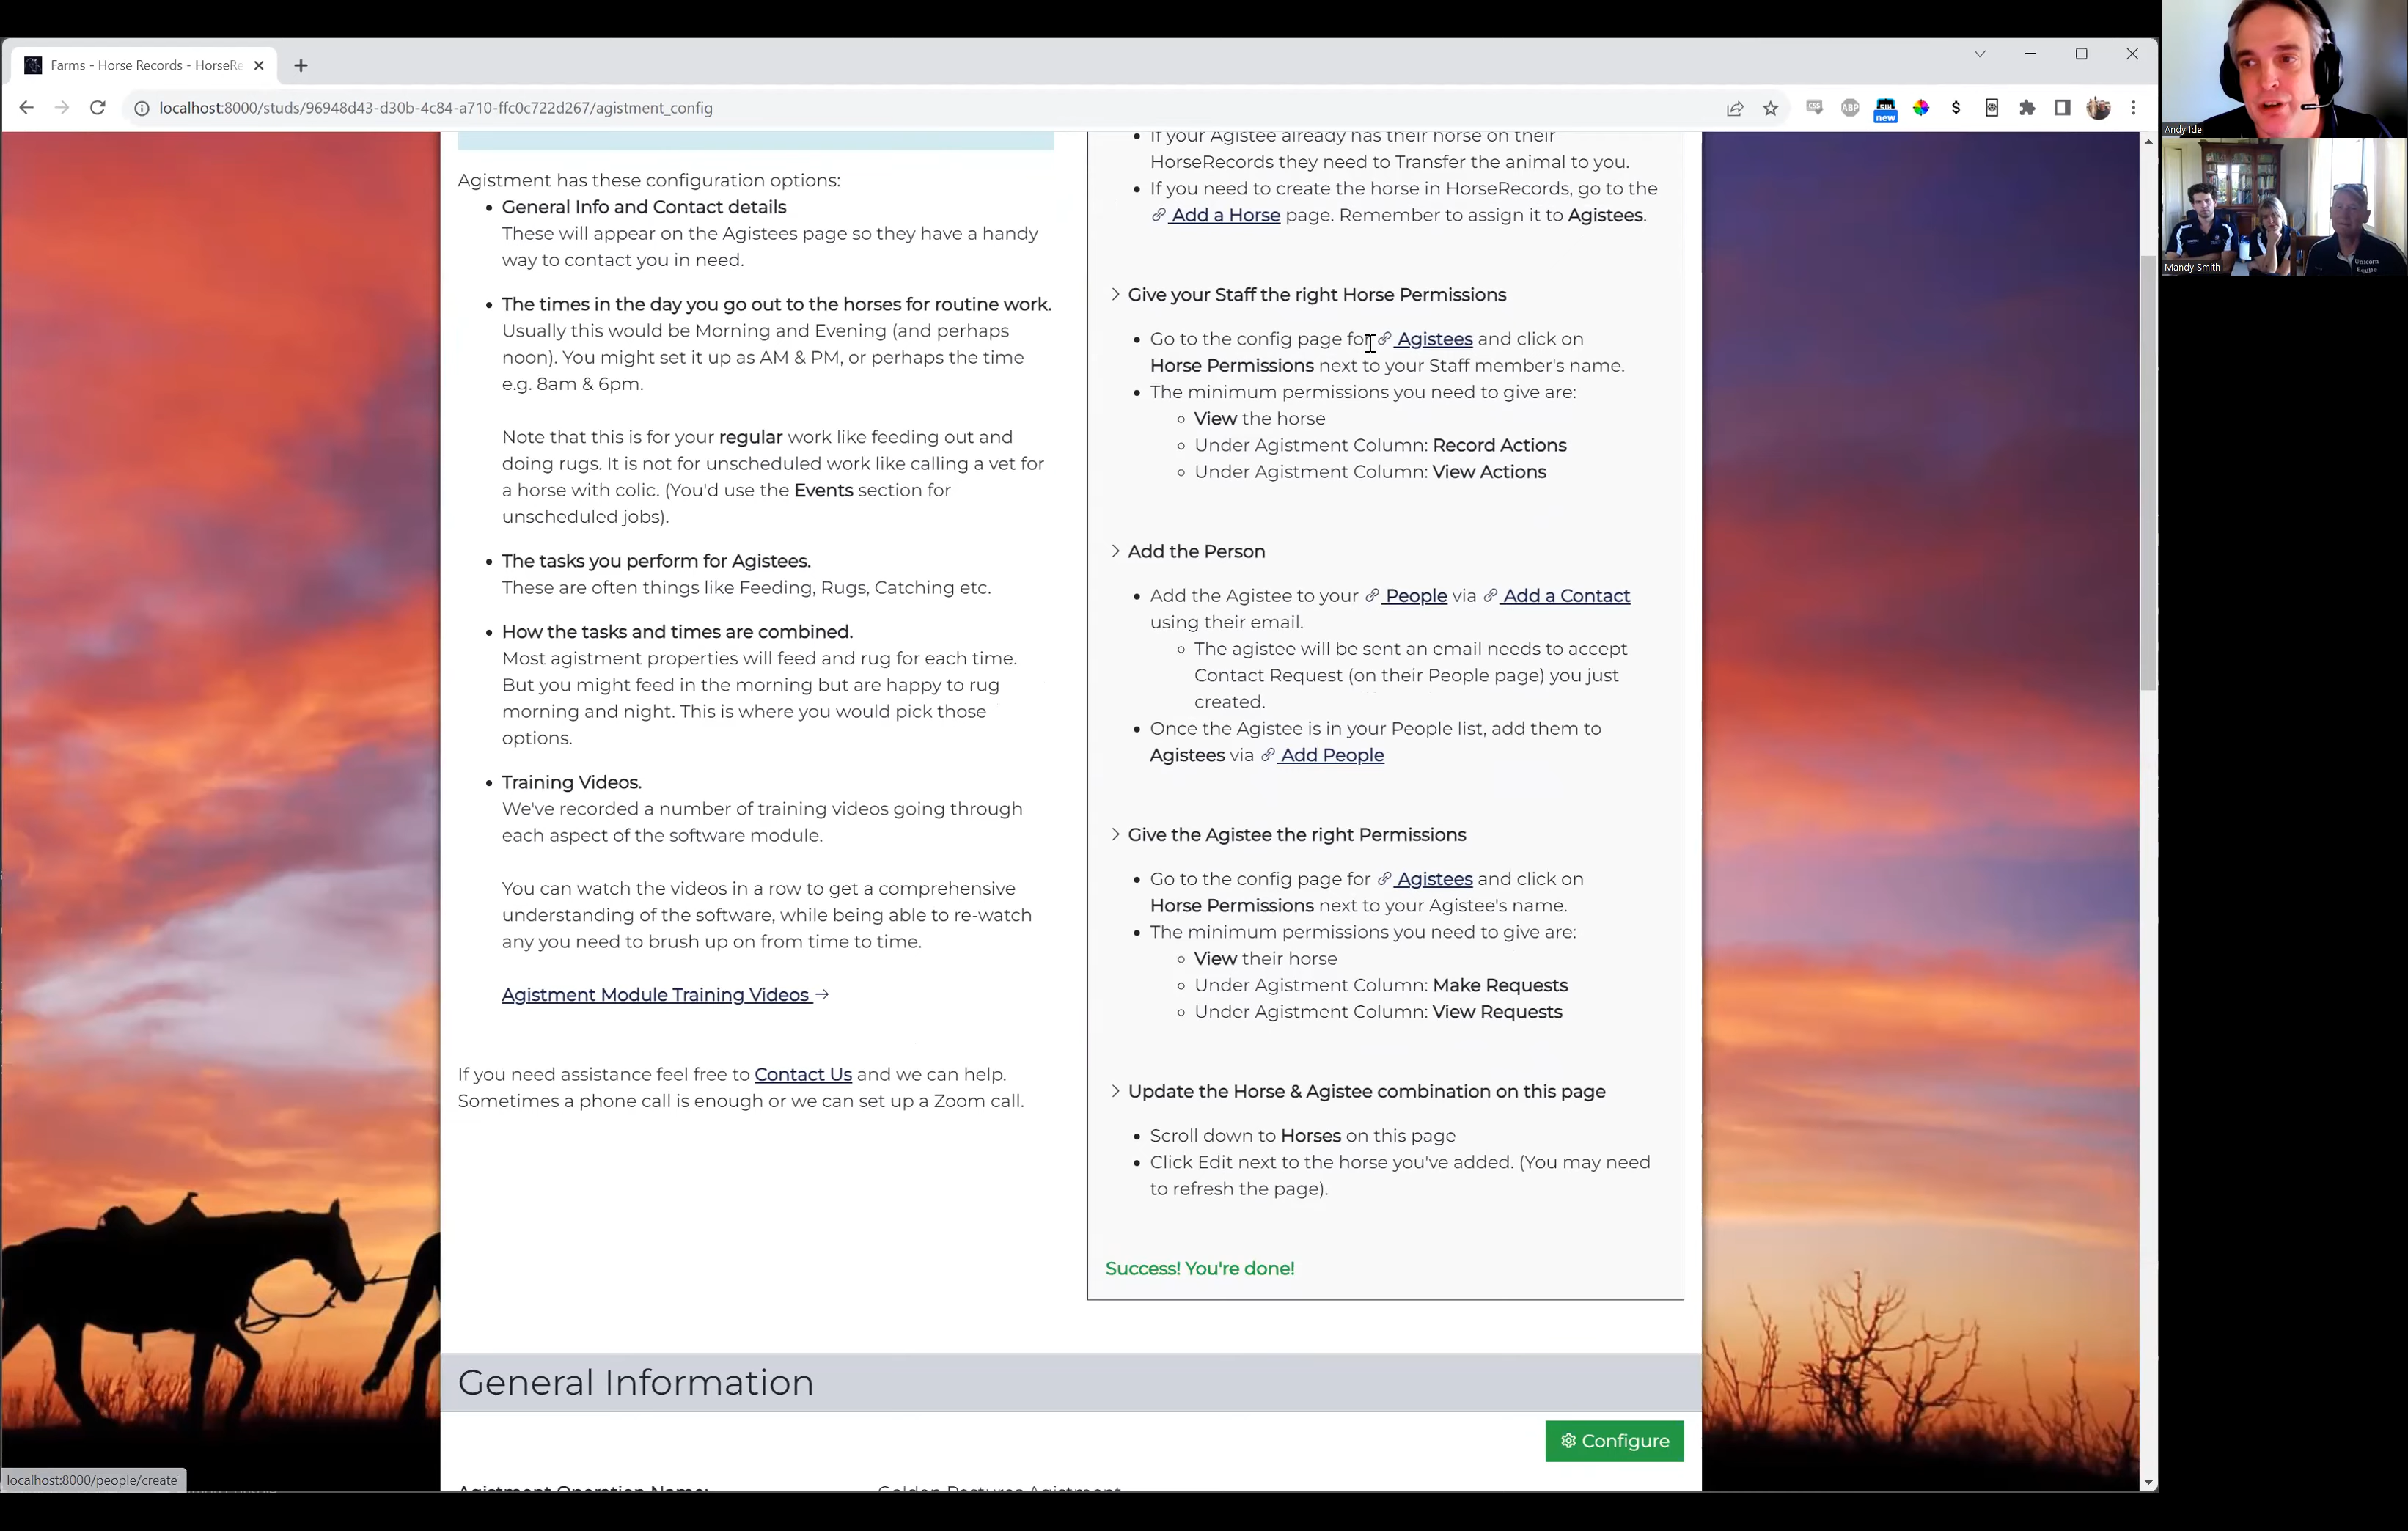 Farms - Horse Records - HorseRe
localhost:8000/studs/96948d43-d30b-4c84-a710-ffc0c722d267/agistment_config
CSS
ABP
new
$
Andy Ide
Mandy Smith
Unicorn
Equine
Agistment has these configuration options:
General Info and Contact details
These will appear on the Agistees page so they have a handy
way to contact you in need.
The times in the day you go out to the horses for routine work.
Usually this would be Morning and Evening (and perhaps
noon). You might set it up as AM & PM, or perhaps the time
e.g. 8am & 6pm.
Note that this is for your regular work like feeding out and
doing rugs. It is not for unscheduled work like calling a vet for
a horse with colic. (You'd use the Events section for
unscheduled jobs).
The tasks you perform for Agistees.
These are often things like Feeding, Rugs, Catching etc.
How the tasks and times are combined.
Most agistment properties will feed and rug for each time.
But you might feed in the morning but are happy to rug
morning and night. This is where you would pick those
options.
Training Videos.
We've recorded a number of training videos going through
each aspect of the software module.
You can watch the videos in a row to get a comprehensive
understanding of the software, while being able to re-watch
any you need to brush up on from time to time.
Agistment Module Training Videos →
If you need assistance feel free to Contact Us and we can help.
Sometimes a phone call is enough or we can set up a Zoom call.
If your Agistee already has their horse on their
HorseRecords they need to Transfer the animal to you.
If you need to create the horse in HorseRecords, go to the
Add a Horse page. Remember to assign it to Agistees.
Give your Staff the right Horse Permissions
Go to the config page for Agistees and click on
Horse Permissions next to your Staff member's name.
The minimum permissions you need to give are:
View the horse
Under Agistment Column: Record Actions
Under Agistment Column: View Actions
Add the Person
Add the Agistee to your People via Add a Contact
using their email.
The agistee will be sent an email needs to accept
Contact Request (on their People page) you just
created.
Once the Agistee is in your People list, add them to
Agistees via Add People
Give the Agistee the right Permissions
Go to the config page for Agistees and click on
Horse Permissions next to your Agistee's name.
The minimum permissions you need to give are:
View their horse
Under Agistment Column: Make Requests
Under Agistment Column: View Requests
Update the Horse & Agistee combination on this page
Scroll down to Horses on this page
Click Edit next to the horse you've added. (You may need
to refresh the page).
Success! You're done!
General Information
Configure
Agistment Operation Name: Golden Pastures Agistment
localhost:8000/people/create